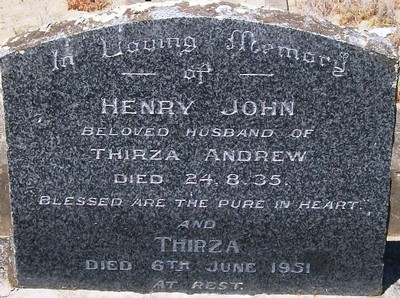 In Loving Memory
— of —
HENRY JOHN
BELOVED HUSBAND OF
THIRZA ANDREW
DIED 24.8.35.
BLESSED ARE THE PURE IN HEART.
AND
THIRZA
DIED 6TH JUNE 1951
AT REST.